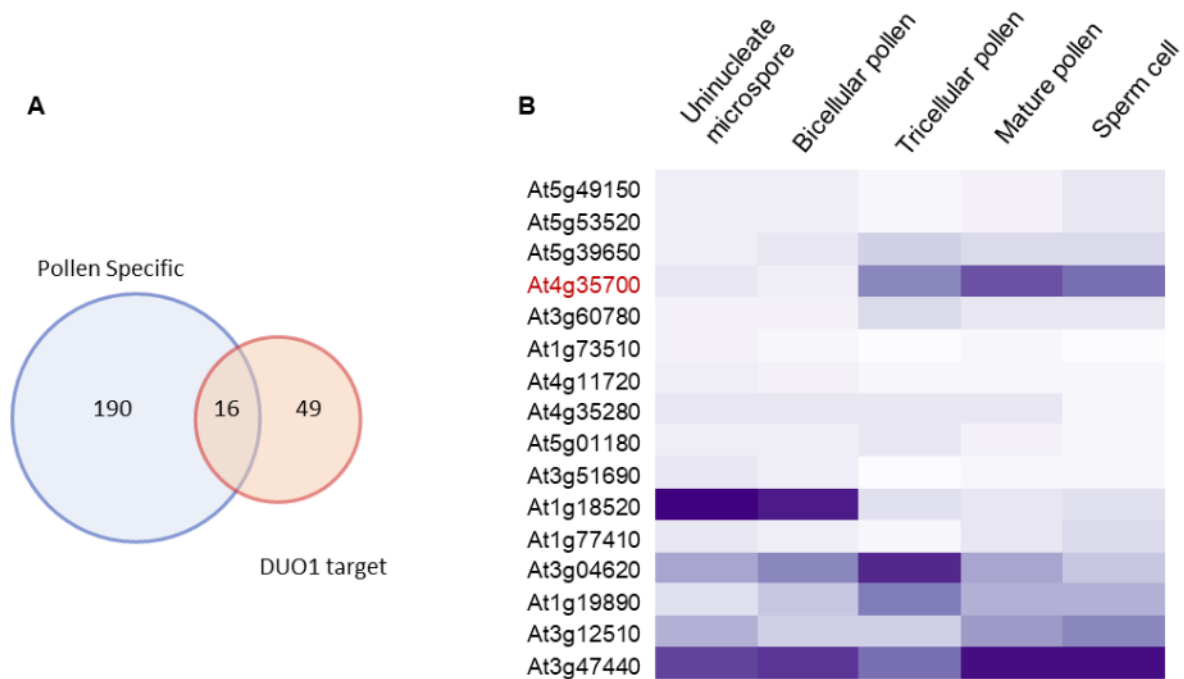 A
Pollen Specific
190
16
49
DUO1 target
B
Uninucleate
microspore
Bicellular pollen
Tricellular pollen
Mature pollen
Sperm cell
At5g49150
At5g53520
At5g39650
At4g35700
At3g60780
At1g73510
At4g11720
At4g35280
At5g01180
At3g51690
At1g18520
At1g77410
At3g04620
At1g19890
At3g12510
At3g47440